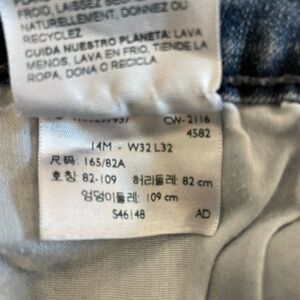 FROID, LAISSEZ
NATURELLEMENT, DONNEZ OU
RECYCLEZ
CUIDA NUESTRO PLANETA: LAVA
MENOS, LAVA EN FRIO, TIENDE LA
ROPA, DONA O RECICLA
CW-2116
4582
14M - W32 L32
尺码: 165/82A
호칭: 82-109 허리둘레: 82 cm
엉덩이둘레: 109 cm
S46148 AD